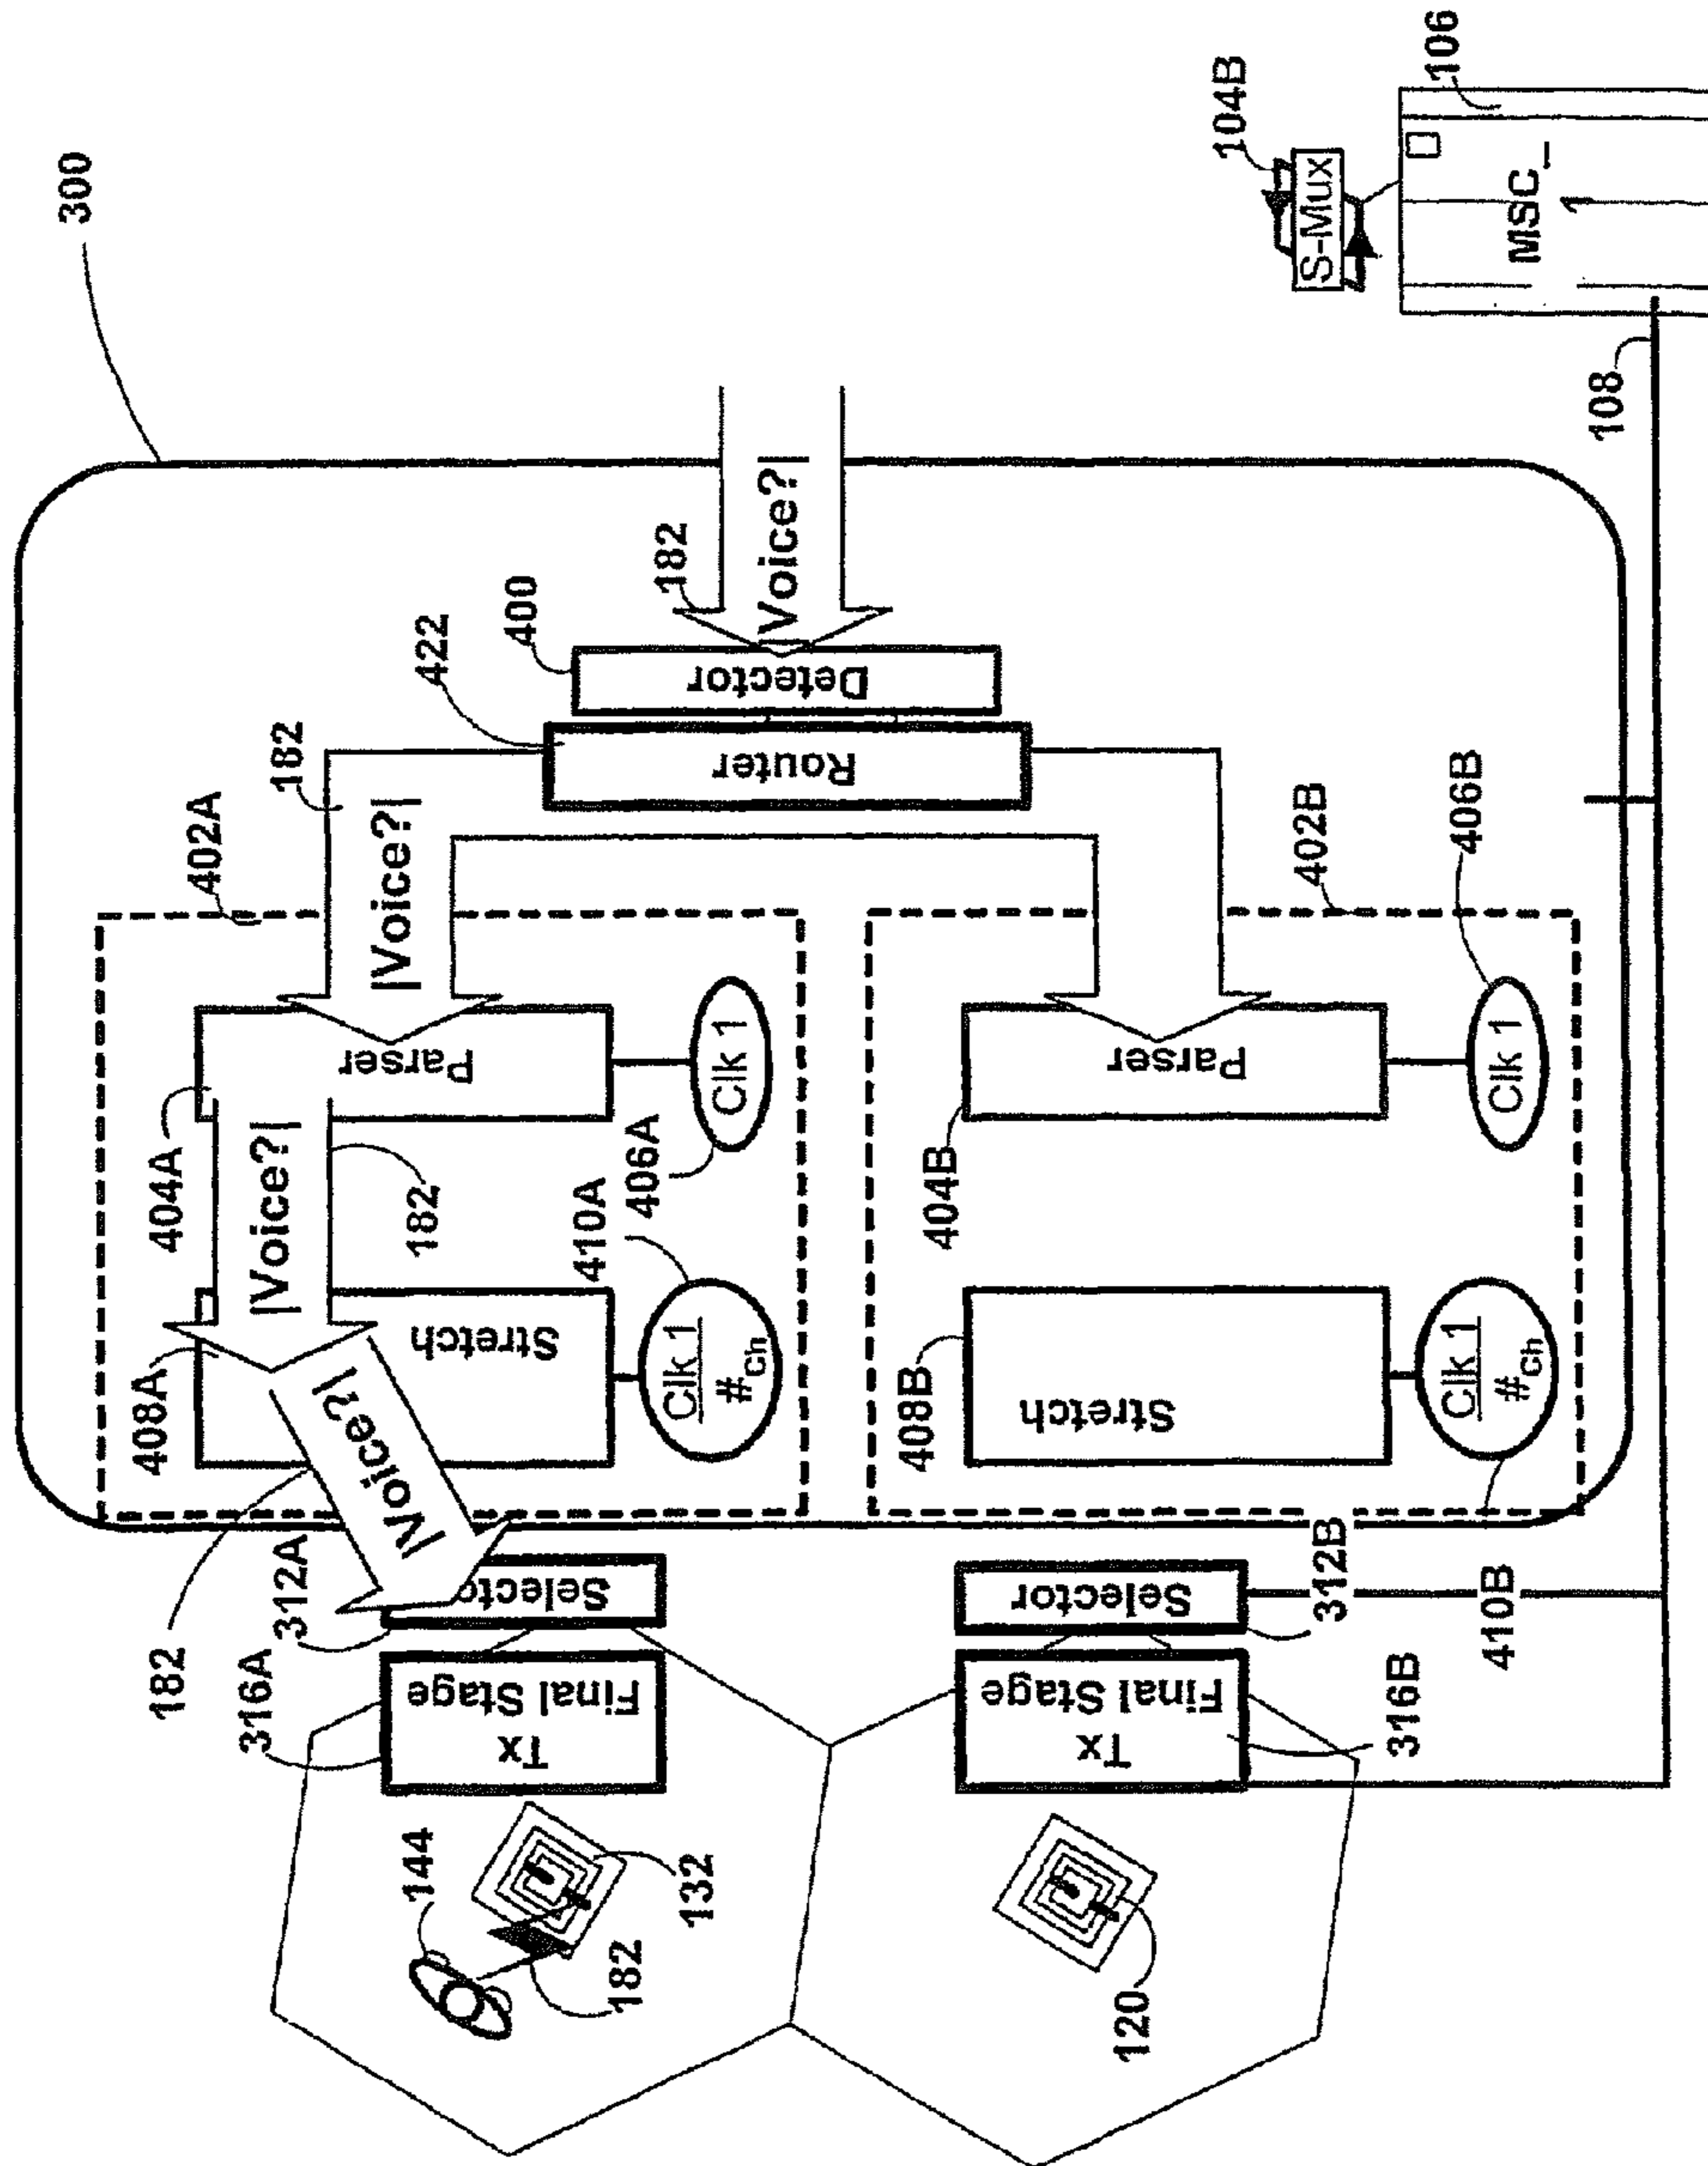 300
104B
S-Mux
106
MSC_
1
108
|Voice?|
182
400
Detector
422
Router
182
|Voice?|
402A
402B
406B
Clk 1
Parser
404A
|Voice?|
182
406A
Clk 1
Parser
404B
410A
Clk 1
#Ch
Stretch
408A
182
|Voice?|
Stretch
408B
Clk 1
#Ch
410B
312A
Selector
316A
Final Stage
Tx
182
Selector
312B
Final Stage
Tx
316B
144
132
182
120